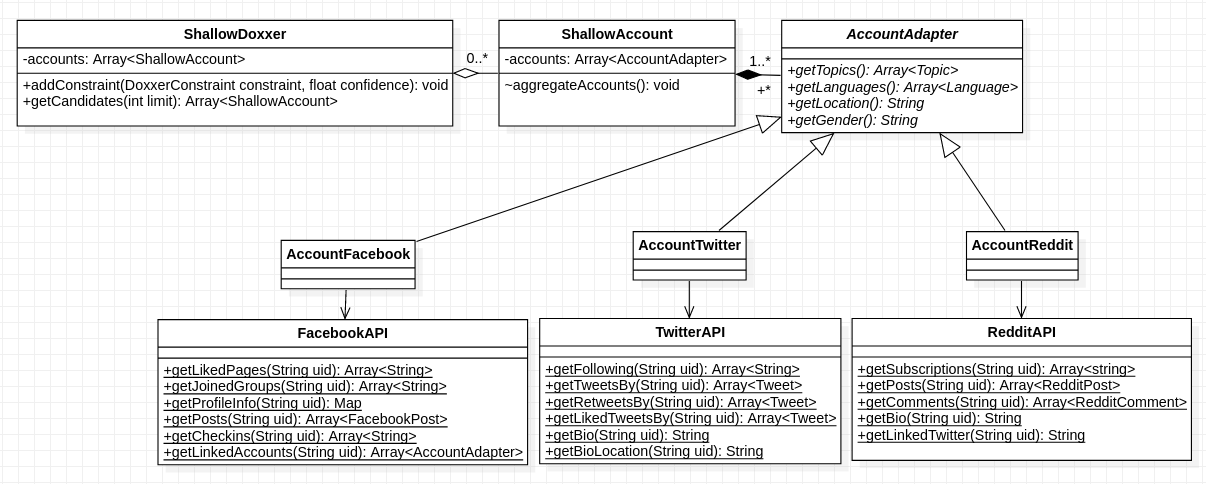 ShallowDoxxer
-accounts: Array<ShallowAccount>
+addConstraint(DoxxerConstraint constraint, float confidence): void
+getCandidates(int limit): Array<ShallowAccount>
0..*
ShallowAccount
-accounts: Array<AccountAdapter>
~aggregateAccounts(): void
1..*
+*
AccountAdapter
+getTopics(): Array<Topic>
+getLanguages(): Array<Language>
+getLocation(): String
+getGender(): String
AccountFacebook
AccountTwitter
AccountReddit
FacebookAPI
+getLikedPages(String uid): Array<String>
+getJoinedGroups(String uid): Array<String>
+getProfileInfo(String uid): Map
+getPosts(String uid): Array<FacebookPost>
+getCheckins(String uid): Array<String>
+getLinkedAccounts(String uid): Array<AccountAdapter>
TwitterAPI
+getFollowing(String uid): Array<String>
+getTweetsBy(String uid): Array<Tweet>
+getRetweetsBy(String uid): Array<Tweet>
+getLikedTweetsBy(String uid): Array<Tweet>
+getBio(String uid): String
+getBioLocation(String uid): String
RedditAPI
+getSubscriptions(String uid): Array<string>
+getPosts(String uid): Array<RedditPost>
+getComments(String uid): Array<RedditComment>
+getBio(String uid): String
+getLinkedTwitter(String uid): String